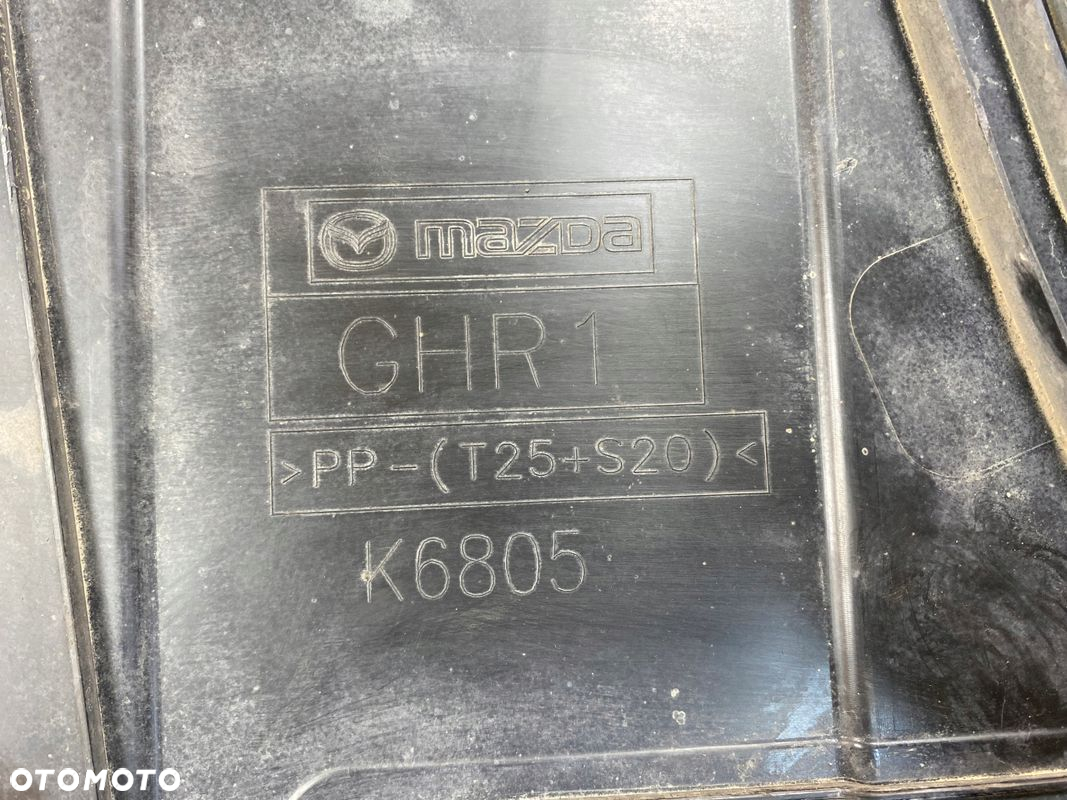 mazda
GHR1
>PP-(T25+S20)<
K6805
OTOMOTO